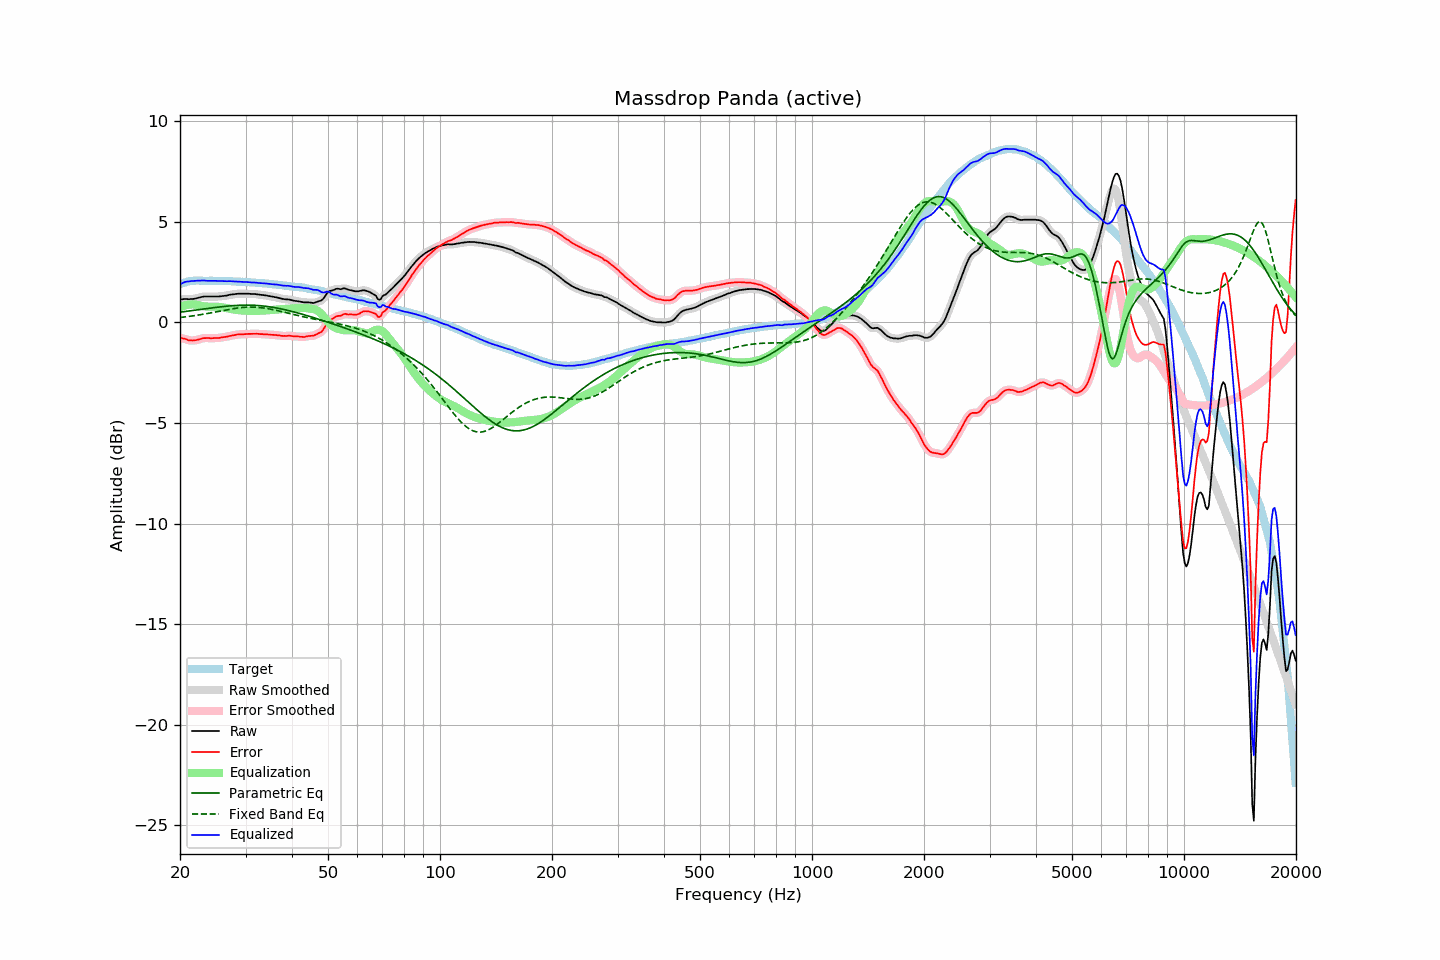 Massdrop Panda (active)
10
5
0
−5
−10
−15
−20
−25
Amplitude (dBr)
Target
Raw Smoothed
Error Smoothed
Raw
Error
Equalization
Parametric Eq
Fixed Band Eq
Equalized
20 50 100 200 500 1000 2000 5000 10000 20000
Frequency (Hz)